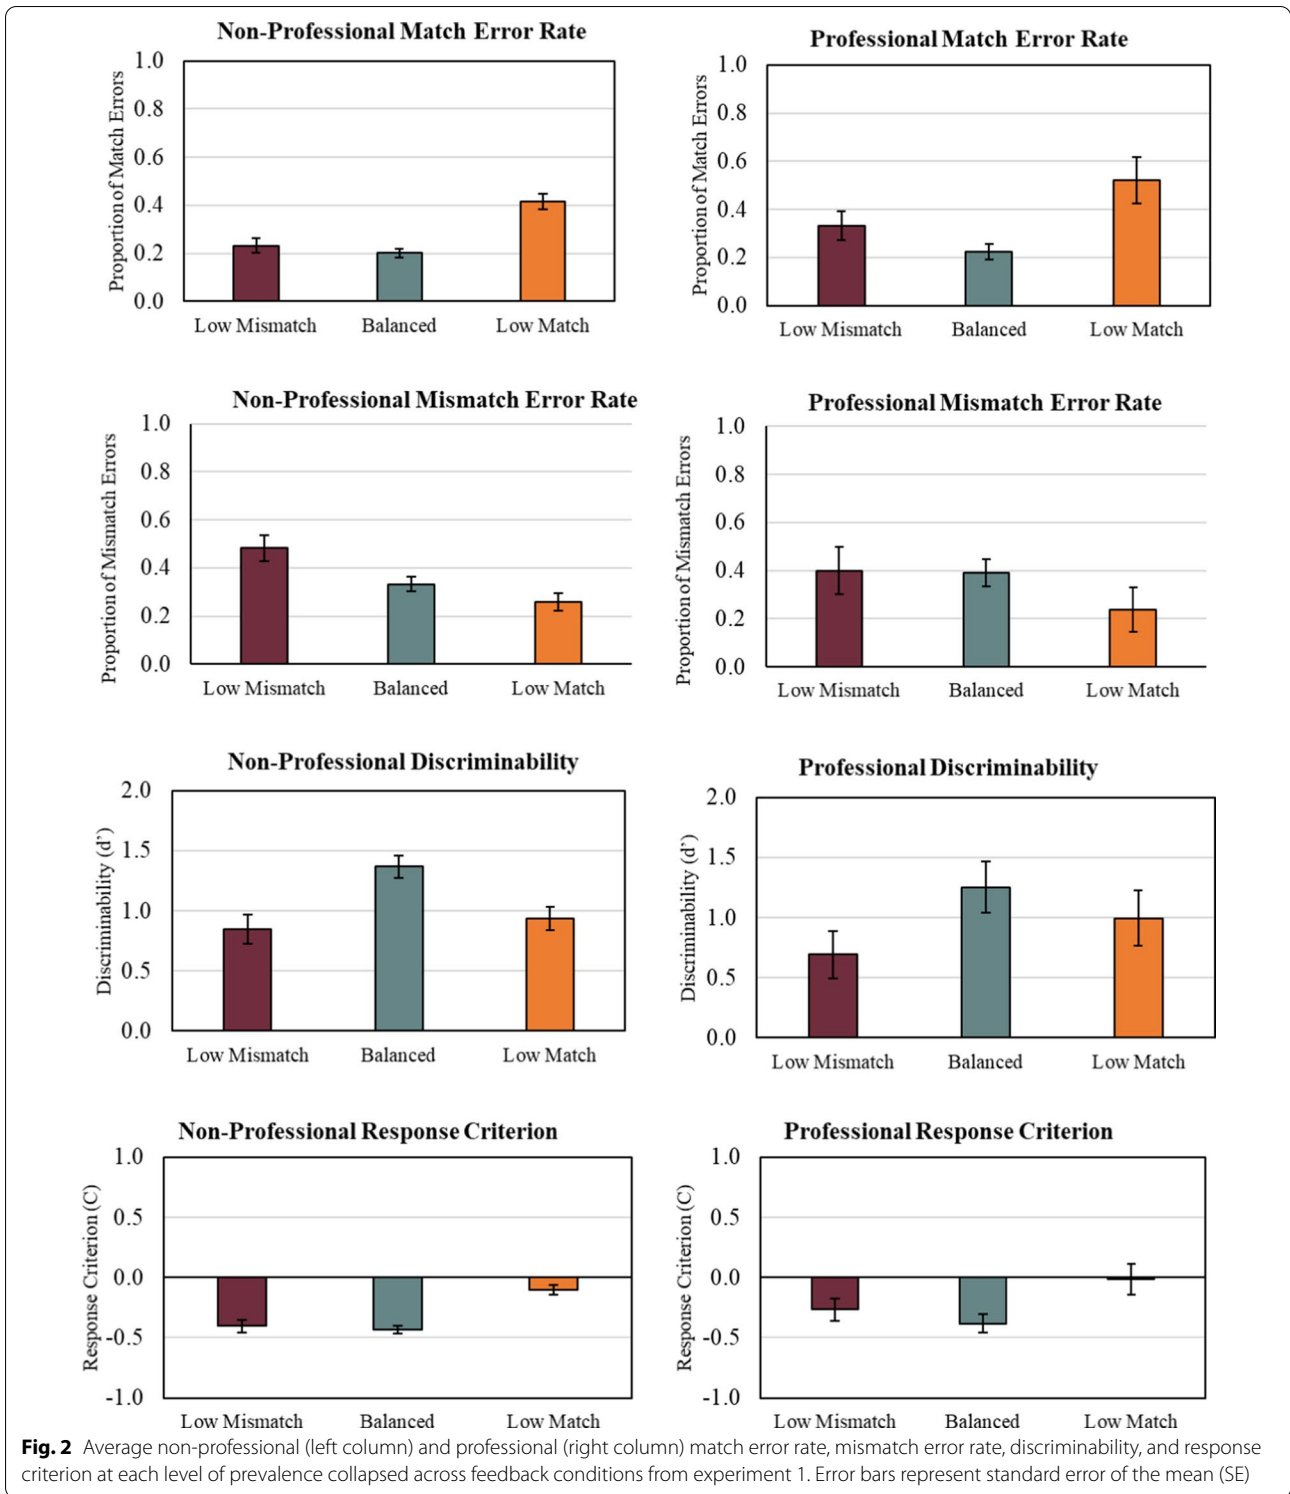 Non-Professional Match Error Rate
Proportion of Match Errors
1.0
0.8
0.6
0.4
0.2
0.0
Low Mismatch Balanced Low Match
Professional Match Error Rate
Proportion of Match Errors
1.0
0.8
0.6
0.4
0.2
0.0
Low Mismatch Balanced Low Match
Non-Professional Mismatch Error Rate
Proportion of Mismatch Errors
1.0
0.8
0.6
0.4
0.2
0.0
Low Mismatch Balanced Low Match
Professional Mismatch Error Rate
Proportion of Mismatch Errors
1.0
0.8
0.6
0.4
0.2
0.0
Low Mismatch Balanced Low Match
Non-Professional Discriminability
Discriminability (d’)
2.0
1.5
1.0
0.5
0.0
Low Mismatch Balanced Low Match
Professional Discriminability
Discriminability (d’)
2.0
1.5
1.0
0.5
0.0
Low Mismatch Balanced Low Match
Non-Professional Response Criterion
Response Criterion (C)
1.0
0.5
0.0
-0.5
-1.0
Low Mismatch Balanced Low Match
Professional Response Criterion
Response Criterion (C)
1.0
0.5
0.0
-0.5
-1.0
Low Mismatch Balanced Low Match
Fig. 2 Average non-professional (left column) and professional (right column) match error rate, mismatch error rate, discriminability, and response
criterion at each level of prevalence collapsed across feedback conditions from experiment 1. Error bars represent standard error of the mean (SE)